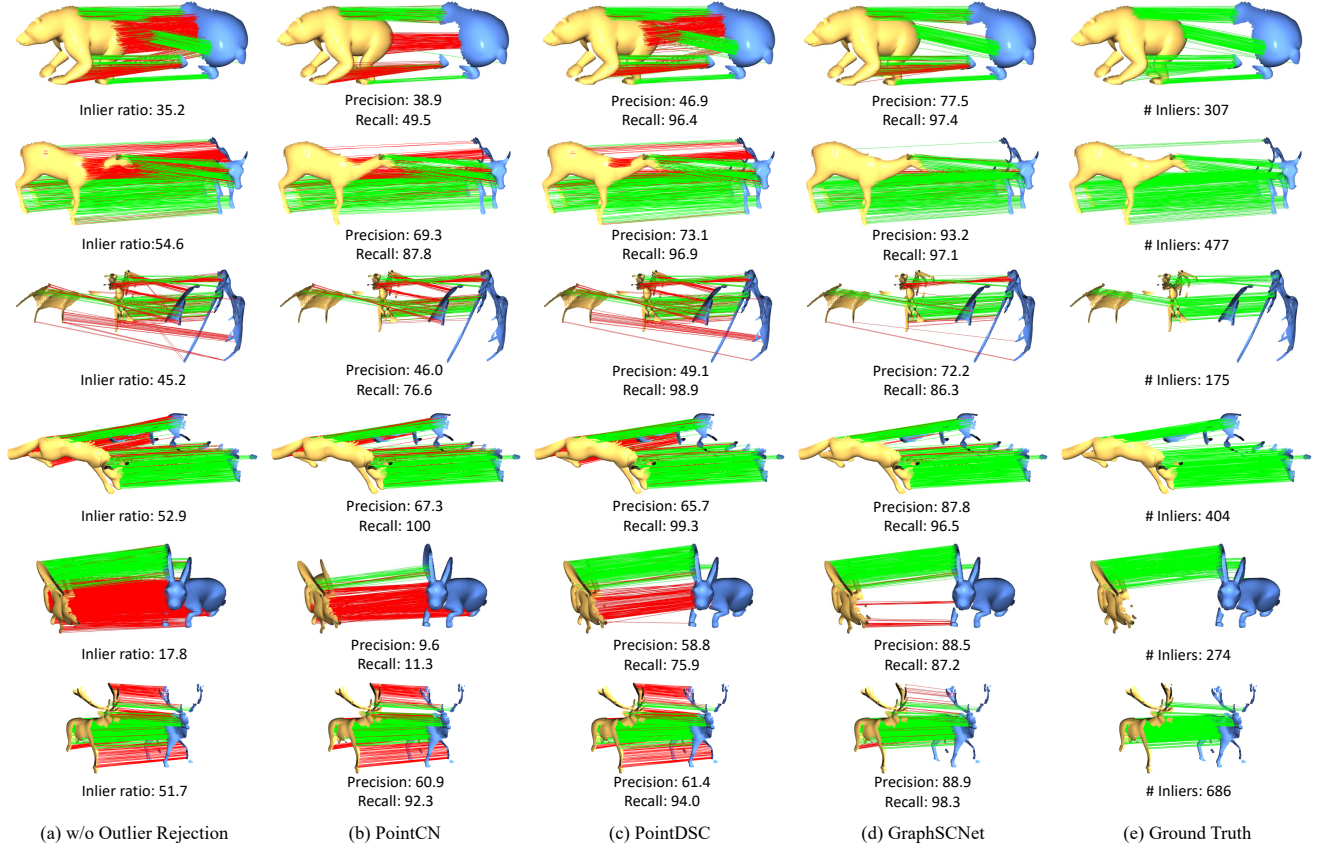 Inlier ratio: 35.2
Precision: 38.9
Recall: 49.5
Precision: 46.9
Recall: 96.4
Precision: 77.5
Recall: 97.4
# Inliers: 307
Inlier ratio:54.6
Precision: 69.3
Recall: 87.8
Precision: 73.1
Recall: 96.9
Precision: 93.2
Recall: 97.1
# Inliers: 477
Inlier ratio: 45.2
Precision: 46.0
Recall: 76.6
Precision: 49.1
Recall: 98.9
Precision: 72.2
Recall: 86.3
# Inliers: 175
Inlier ratio: 52.9
Precision: 67.3
Recall: 100
Precision: 65.7
Recall: 99.3
Precision: 87.8
Recall: 96.5
# Inliers: 404
Inlier ratio: 17.8
Precision: 9.6
Recall: 11.3
Precision: 58.8
Recall: 75.9
Precision: 88.5
Recall: 87.2
# Inliers: 274
Inlier ratio: 51.7
Precision: 60.9
Recall: 92.3
Precision: 61.4
Recall: 94.0
Precision: 88.9
Recall: 98.3
# Inliers: 686
(a) w/o Outlier Rejection
(b) PointCN
(c) PointDSC
(d) GraphSCNet
(e) Ground Truth